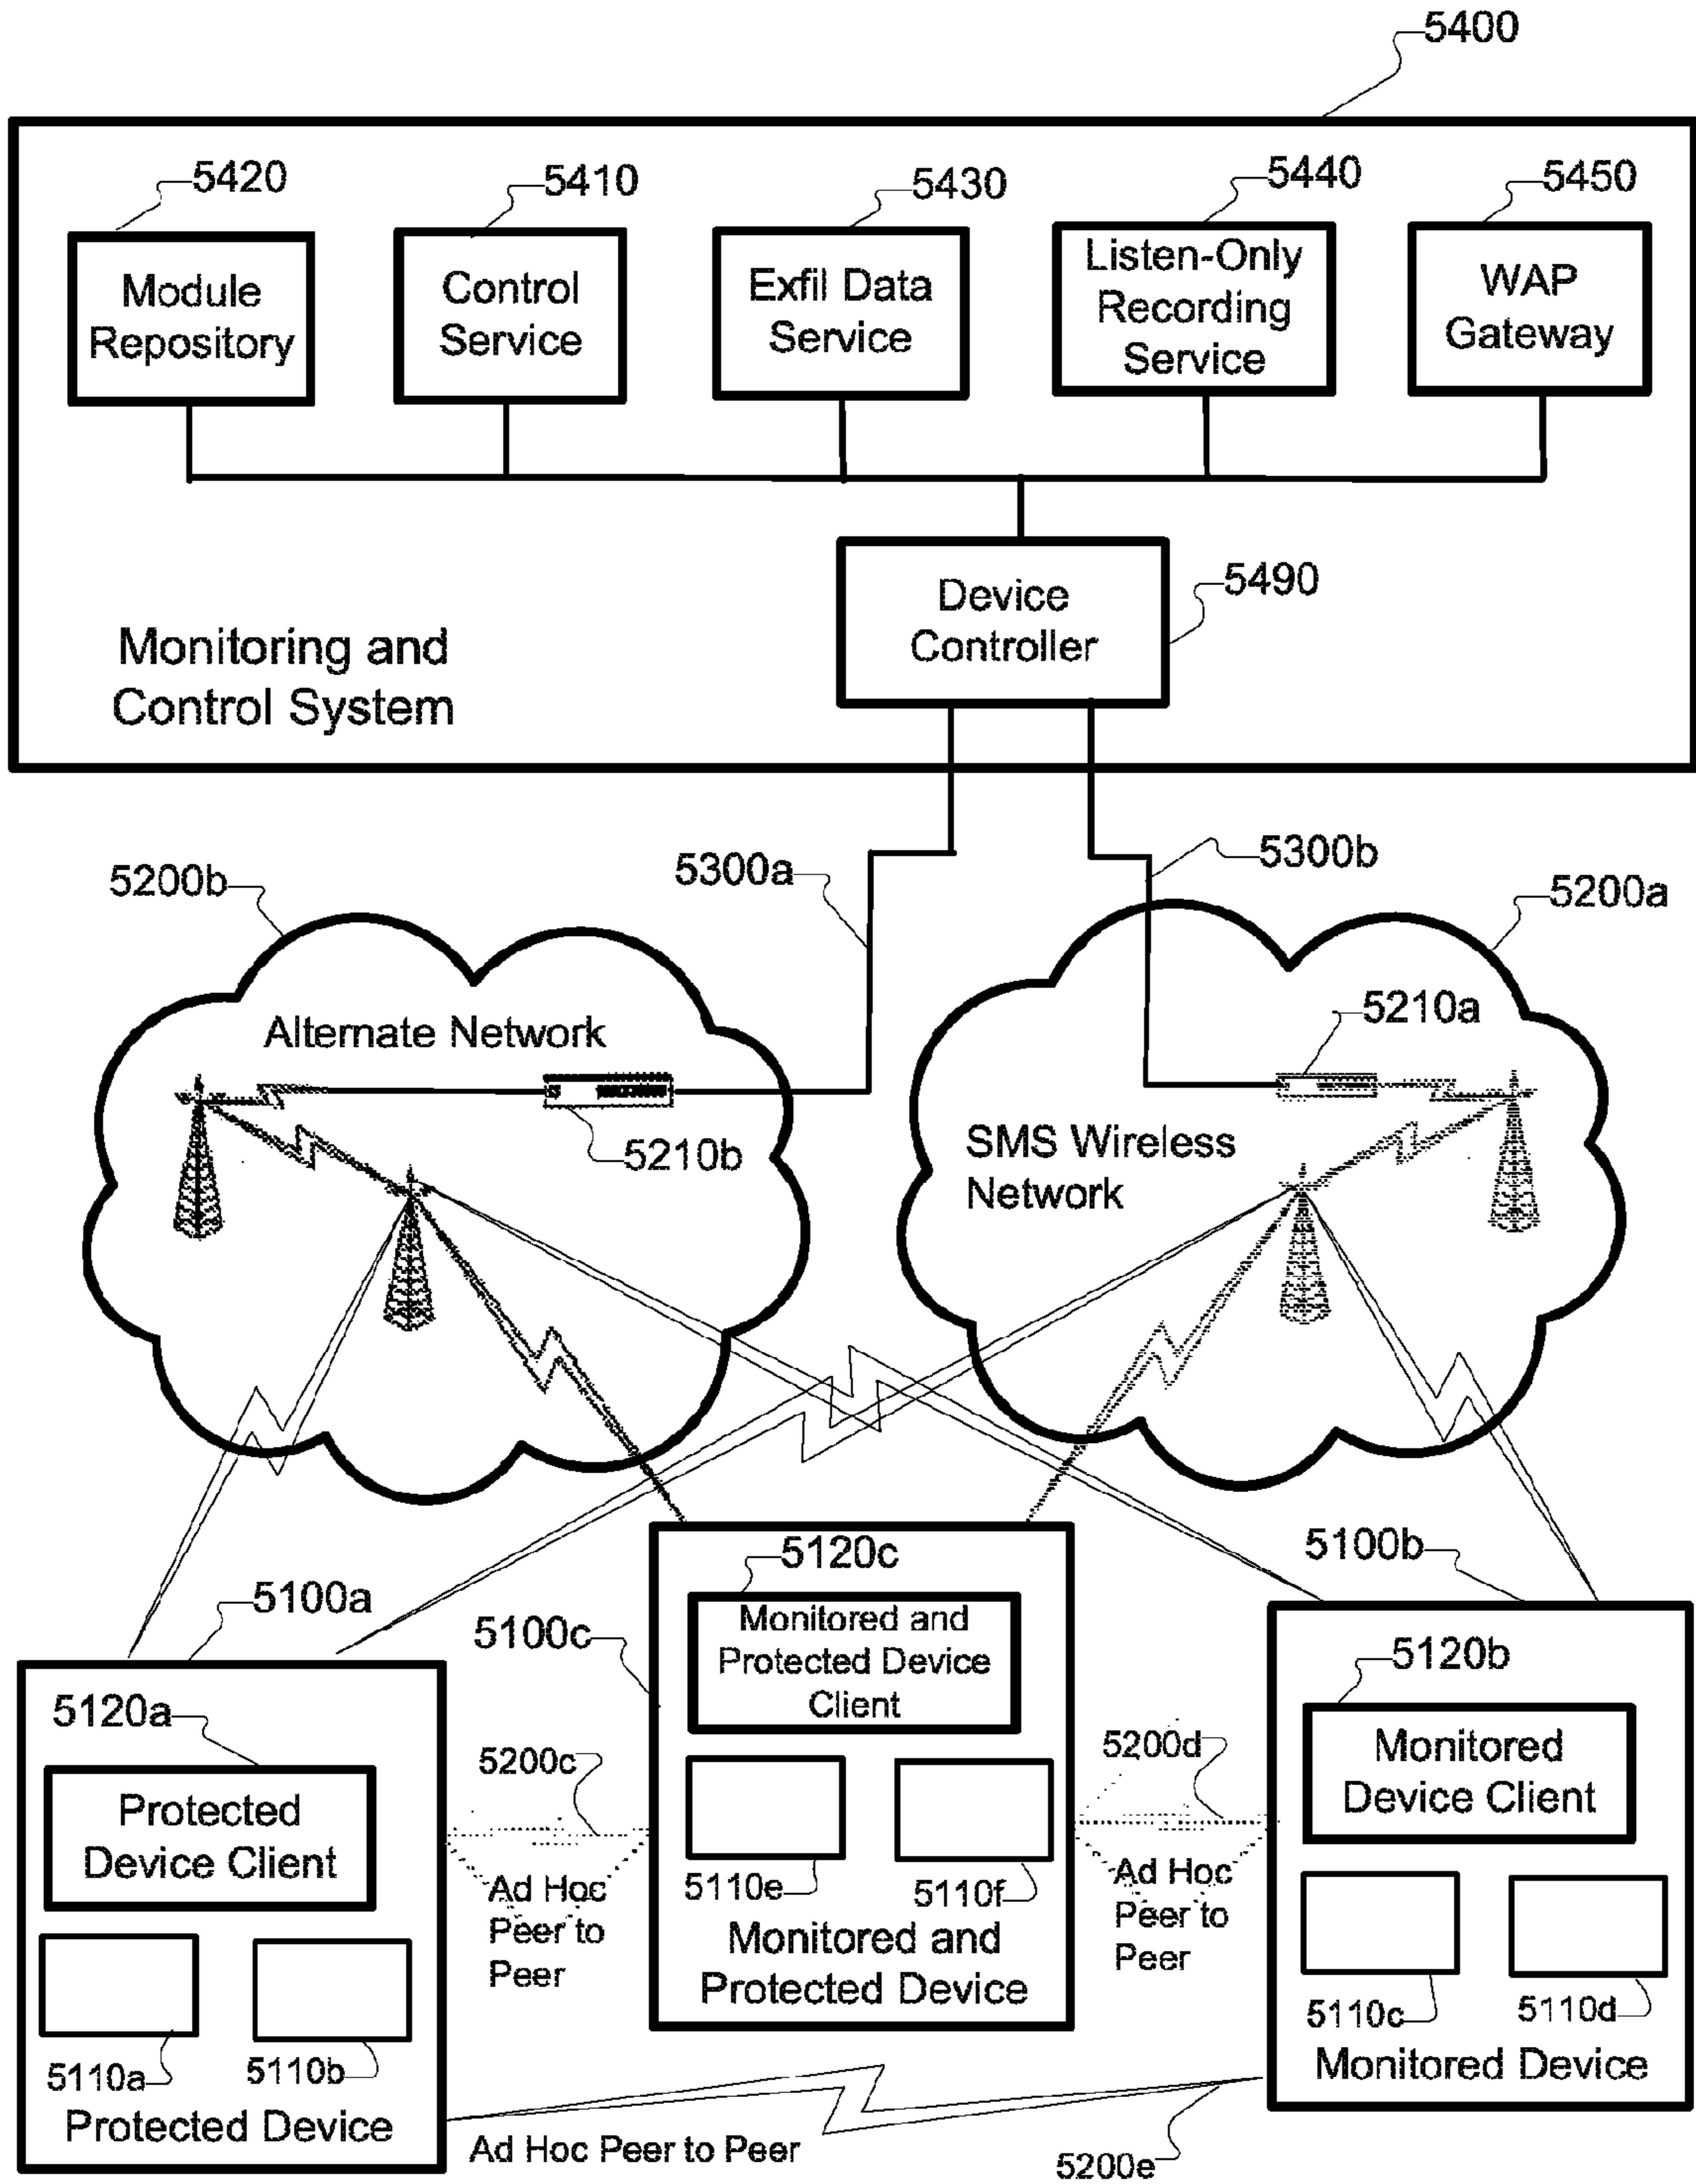 5400
5420
5410
5430
5440
5450
Module
Repository
Control
Service
Exfil Data
Service
Listen-Only
Recording
Service
WAP
Gateway
Device
Controller
5490
Monitoring and
Control System
5200b
5300a
5300b
5200a
Alternate Network
5210b
5210a
SMS Wireless
Network
5100a
5120a
Protected
Device Client
5110a
5110b
Protected Device
5100c
5120c
Monitored and
Protected Device
Client
5110e
5110f
Monitored and
Protected Device
5100b
5120b
Monitored
Device Client
5110c
5110d
Monitored Device
5200c
Ad Hoc
Peer to
Peer
5200d
Ad Hoc
Peer to
Peer
Ad Hoc Peer to Peer
5200e